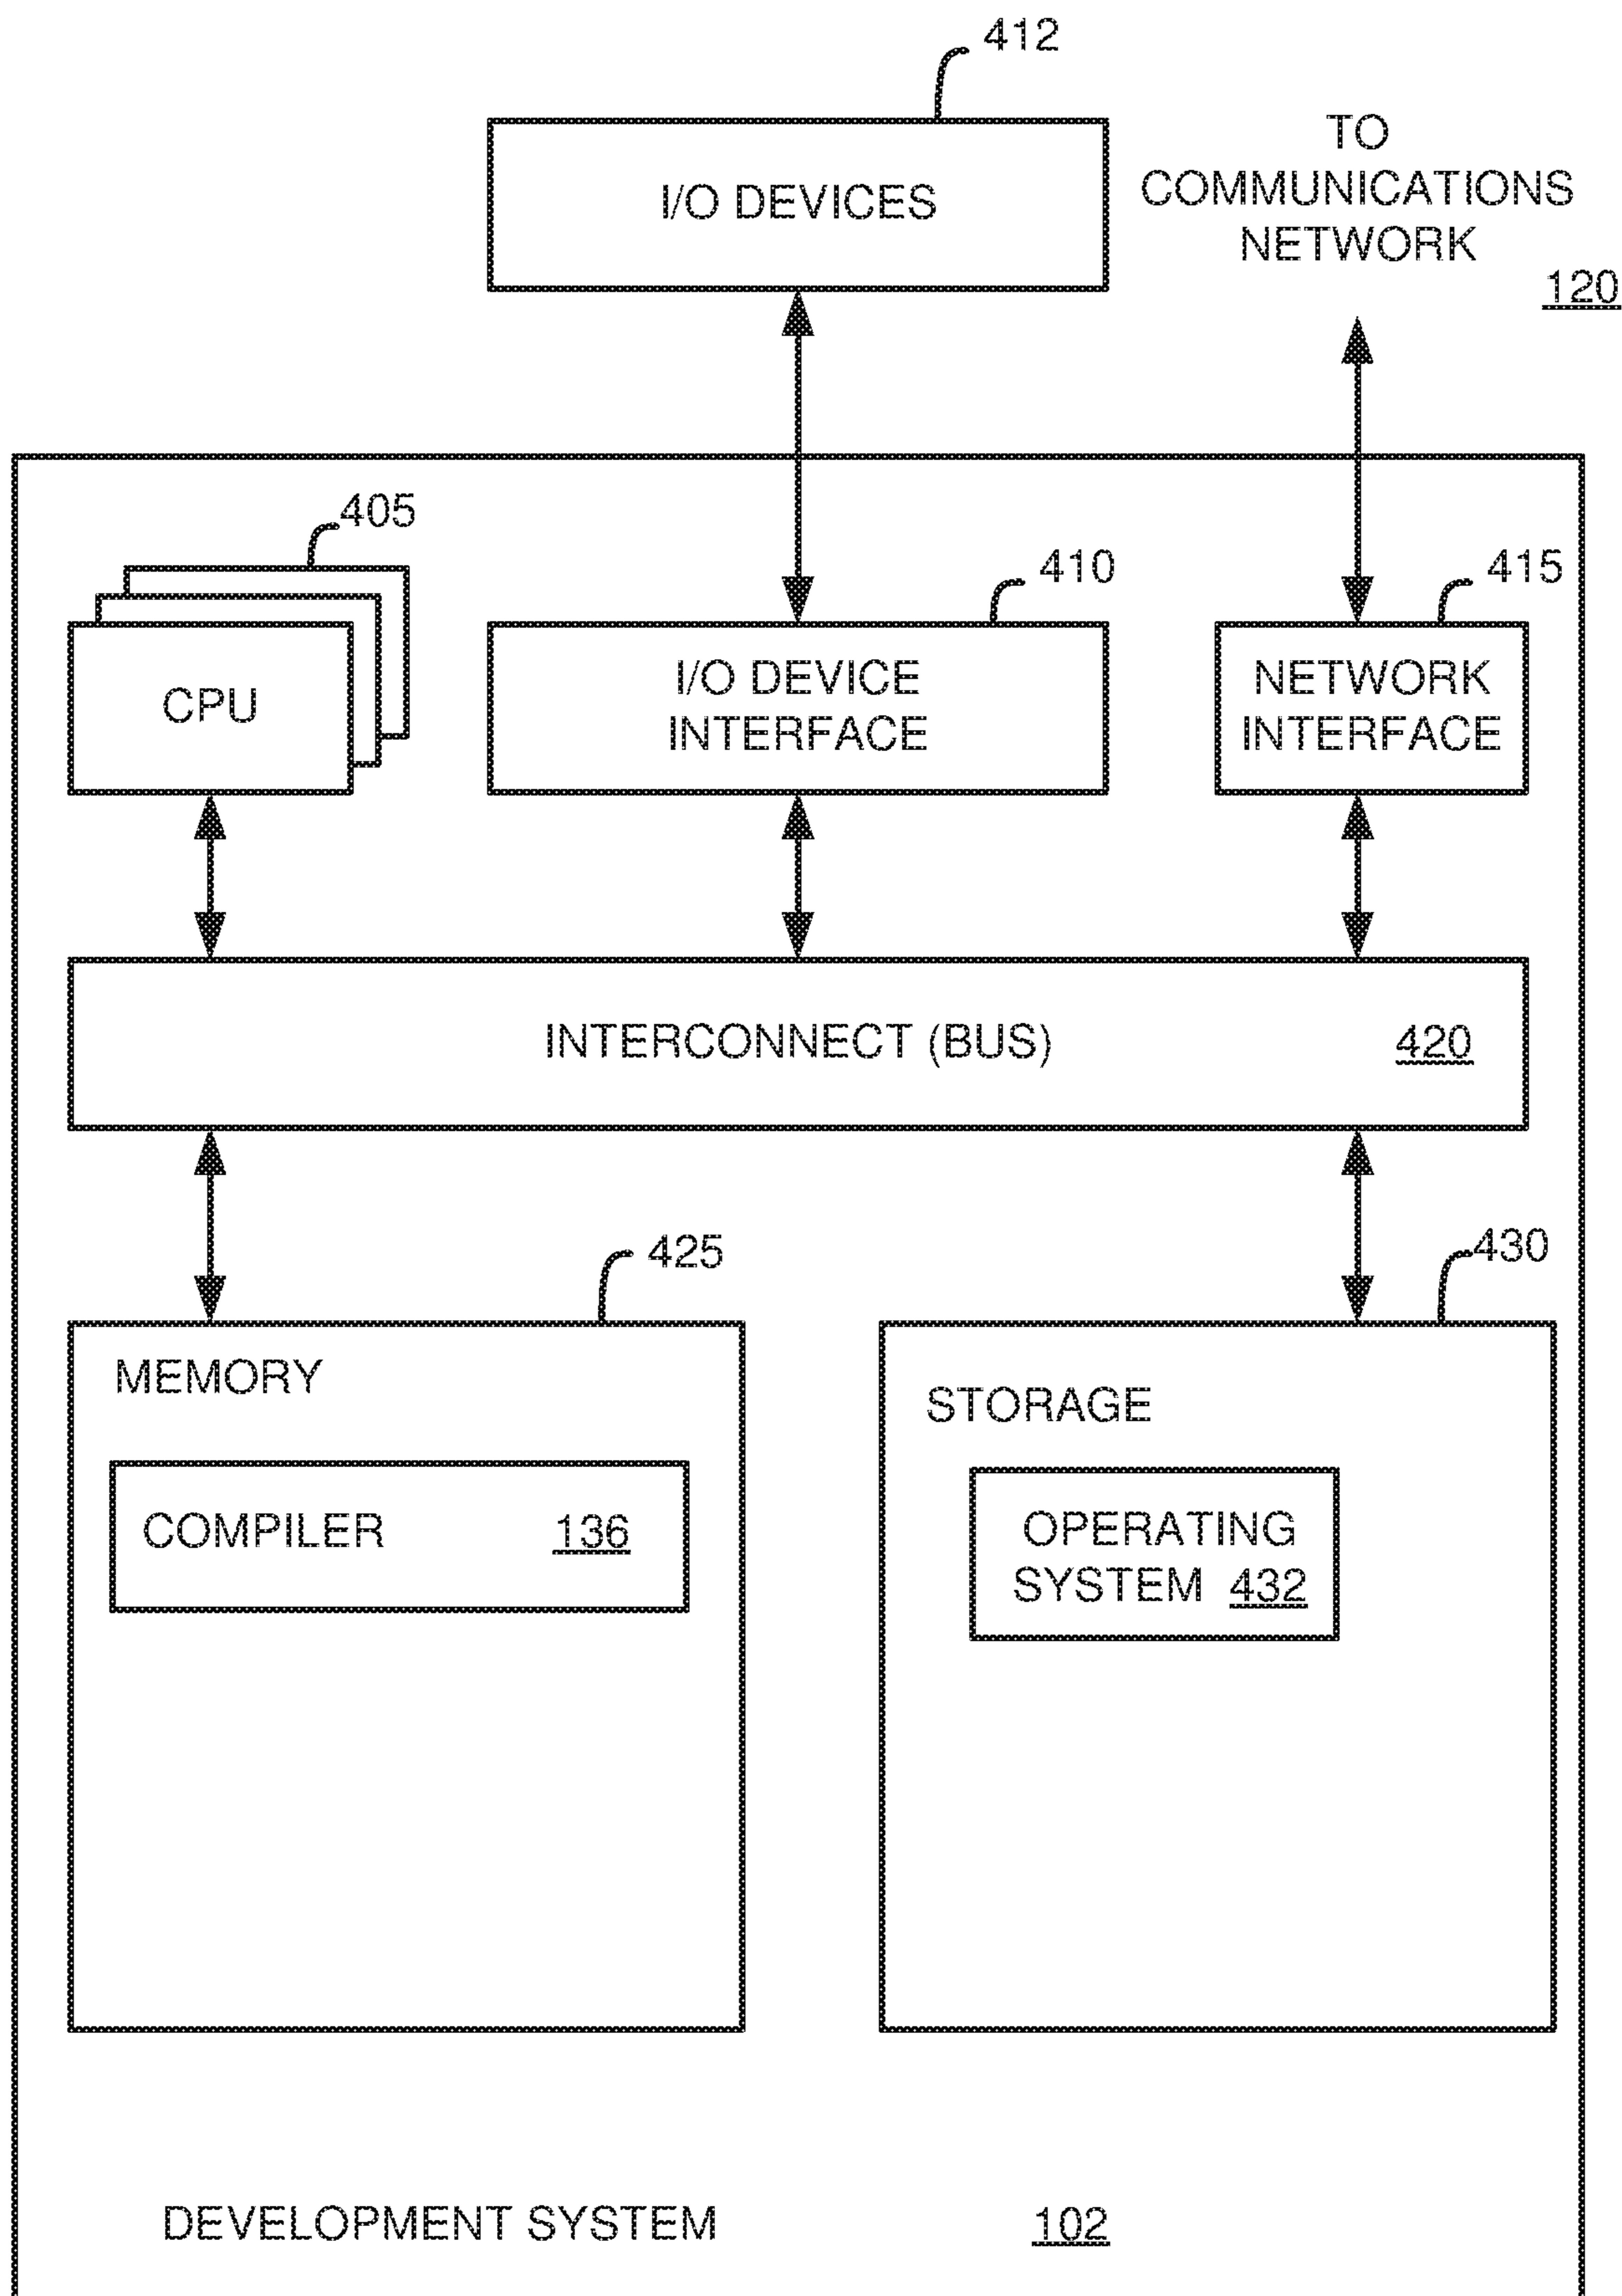 412
I/O DEVICES
TO
COMMUNICATIONS
NETWORK
120
405
CPU
410
I/O DEVICE
INTERFACE
415
NETWORK
INTERFACE
INTERCONNECT (BUS) 420
425
MEMORY
COMPILER 136
430
STORAGE
OPERATING
SYSTEM 432
DEVELOPMENT SYSTEM 102